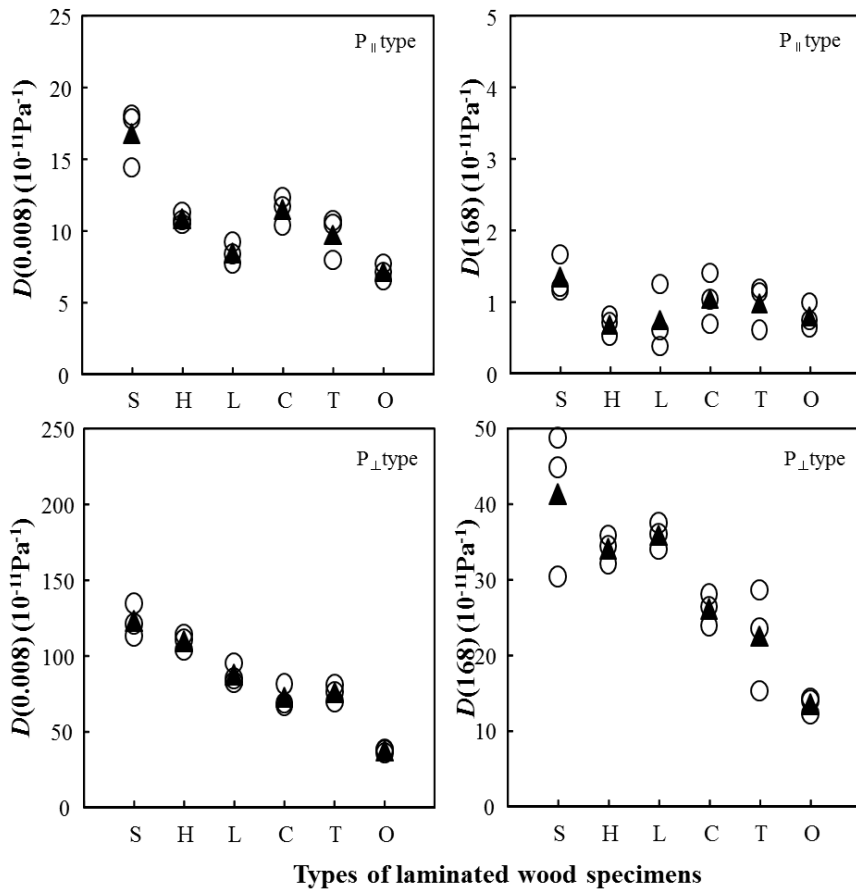 D(0.008) (10⁻¹¹Pa⁻¹)
25
20
15
10
5
0
P∥ type
S H L C T O
D(168) (10⁻¹¹Pa⁻¹)
5
4
3
2
1
0
P∥ type
S H L C T O
D(0.008) (10⁻¹¹Pa⁻¹)
250
200
150
100
50
0
P⊥type
S H L C T O
D(168) (10⁻¹¹Pa⁻¹)
50
40
30
20
10
0
P⊥type
S H L C T O
Types of laminated wood specimens